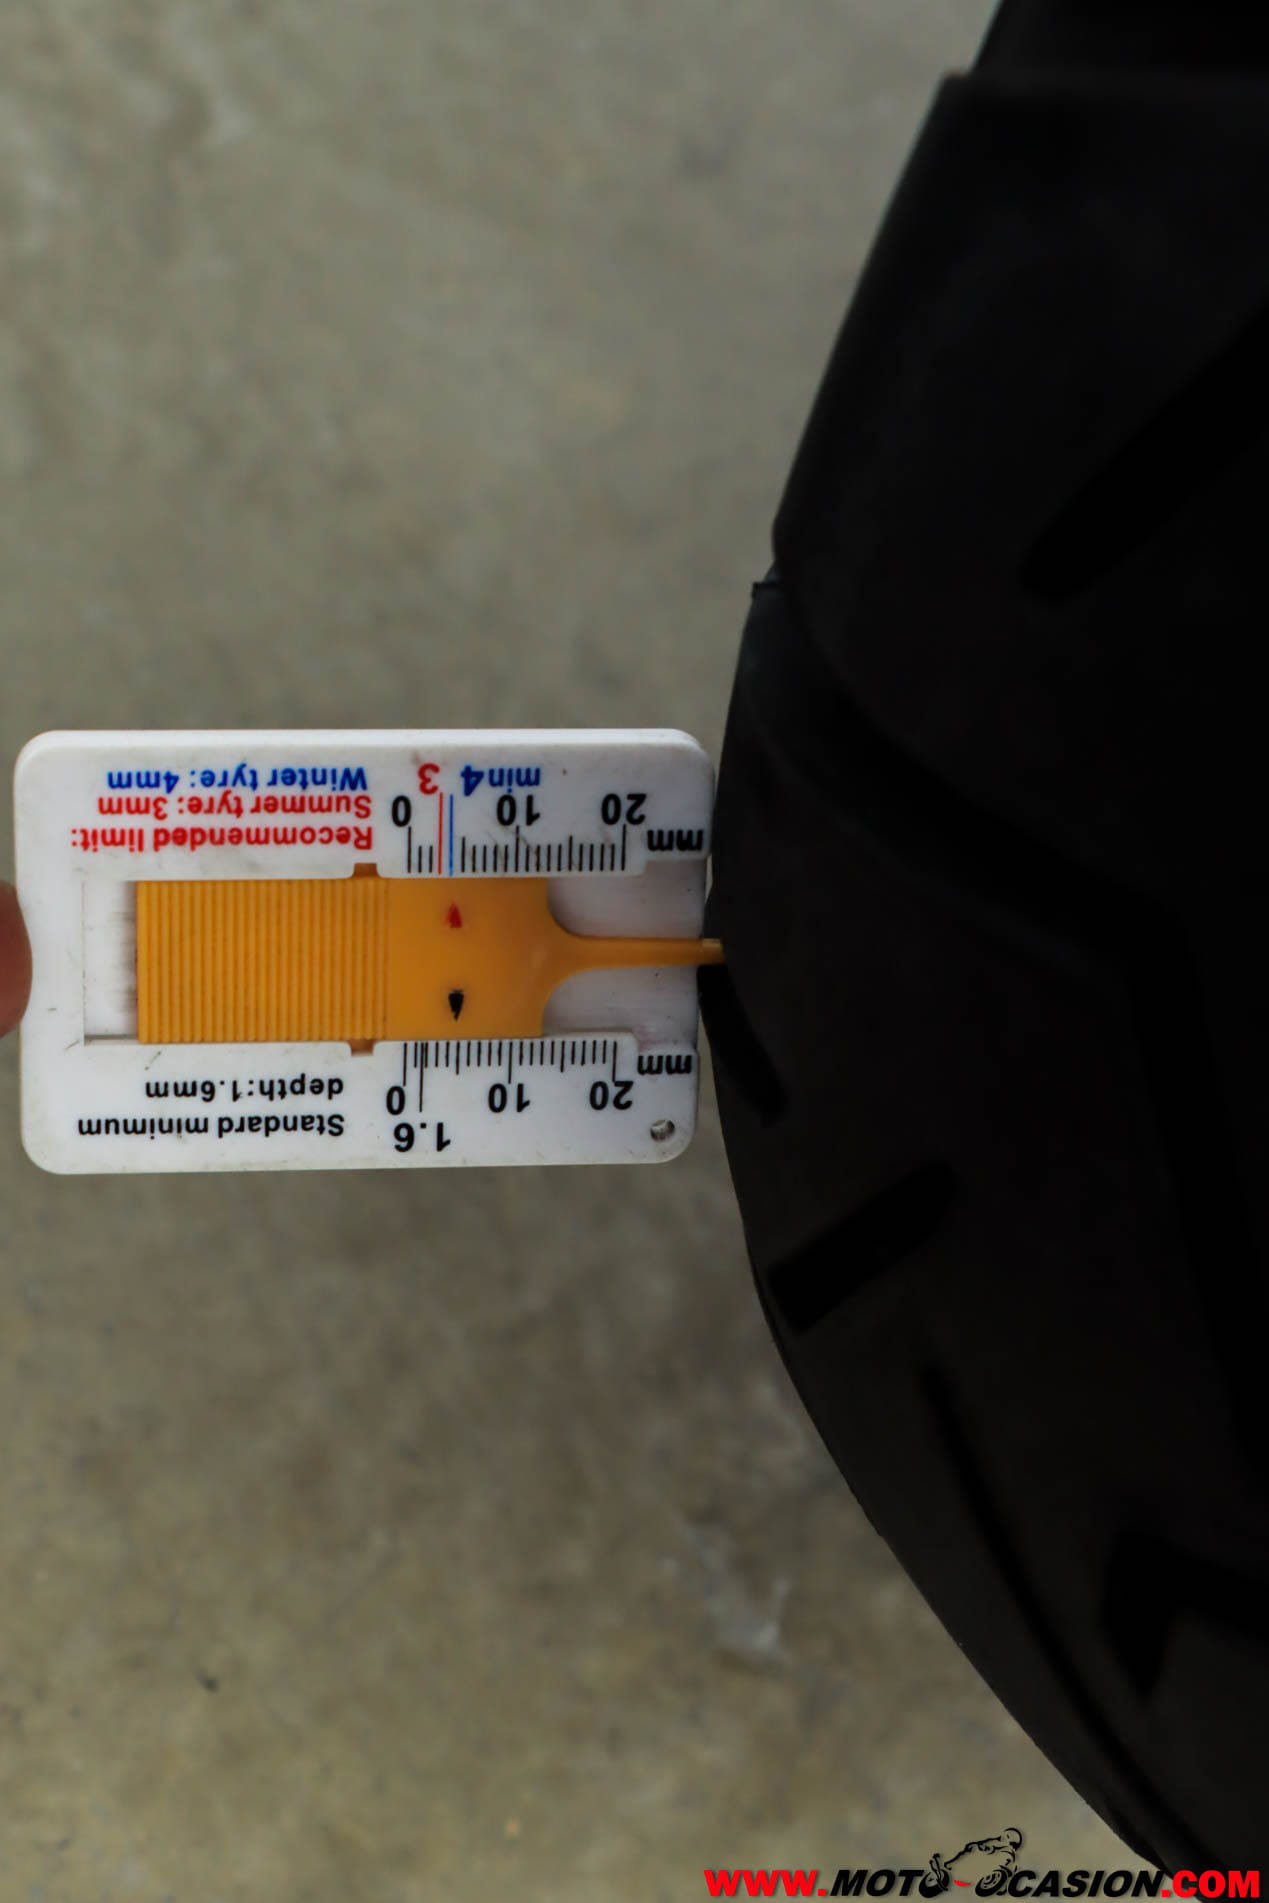 Standard minimum 1.6
depth:1.6mm
0 10 20 mm
0 10 20 mm
Recommended limit:
Summer tyre: 3mm 3
Winter tyre: 4mm min4
WWW.MOTOCASION.COM